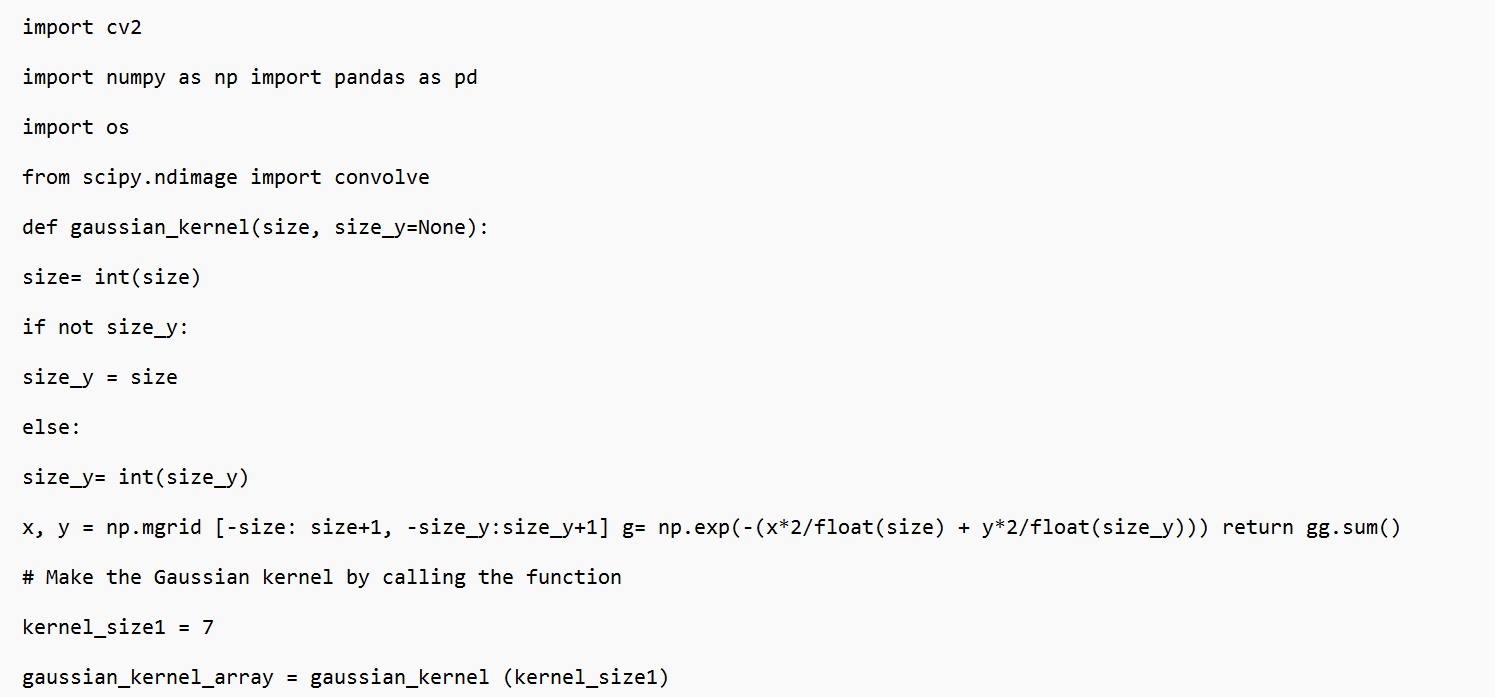 import cv2
import numpy as np import pandas as pd
import os
from scipy.ndimage import convolve
def gaussian_kernel(size, size_y=None):
size= int(size)
if not size_y:
size_y = size
else:
size_y= int(size_y)
x, y = np.mgrid [-size: size+1, -size_y:size_y+1] g= np.exp(-(x*2/float(size) + y*2/float(size_y))) return gg.sum()
# Make the Gaussian kernel by calling the function
kernel_size1 = 7
gaussian_kernel_array = gaussian_kernel (kernel_size1)